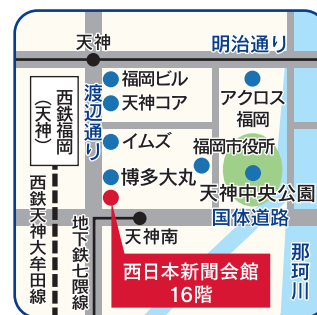 天神
明治通り
福岡ビル
天神コア
アクロス
福岡
西鉄福岡
(天神)
渡辺通り
イムズ
福岡市役所
博多大丸
天神中央公園
国体道路
天神南
西鉄天神大牟田線
地下鉄七隈線
西日本新聞会館
16階
那珂川